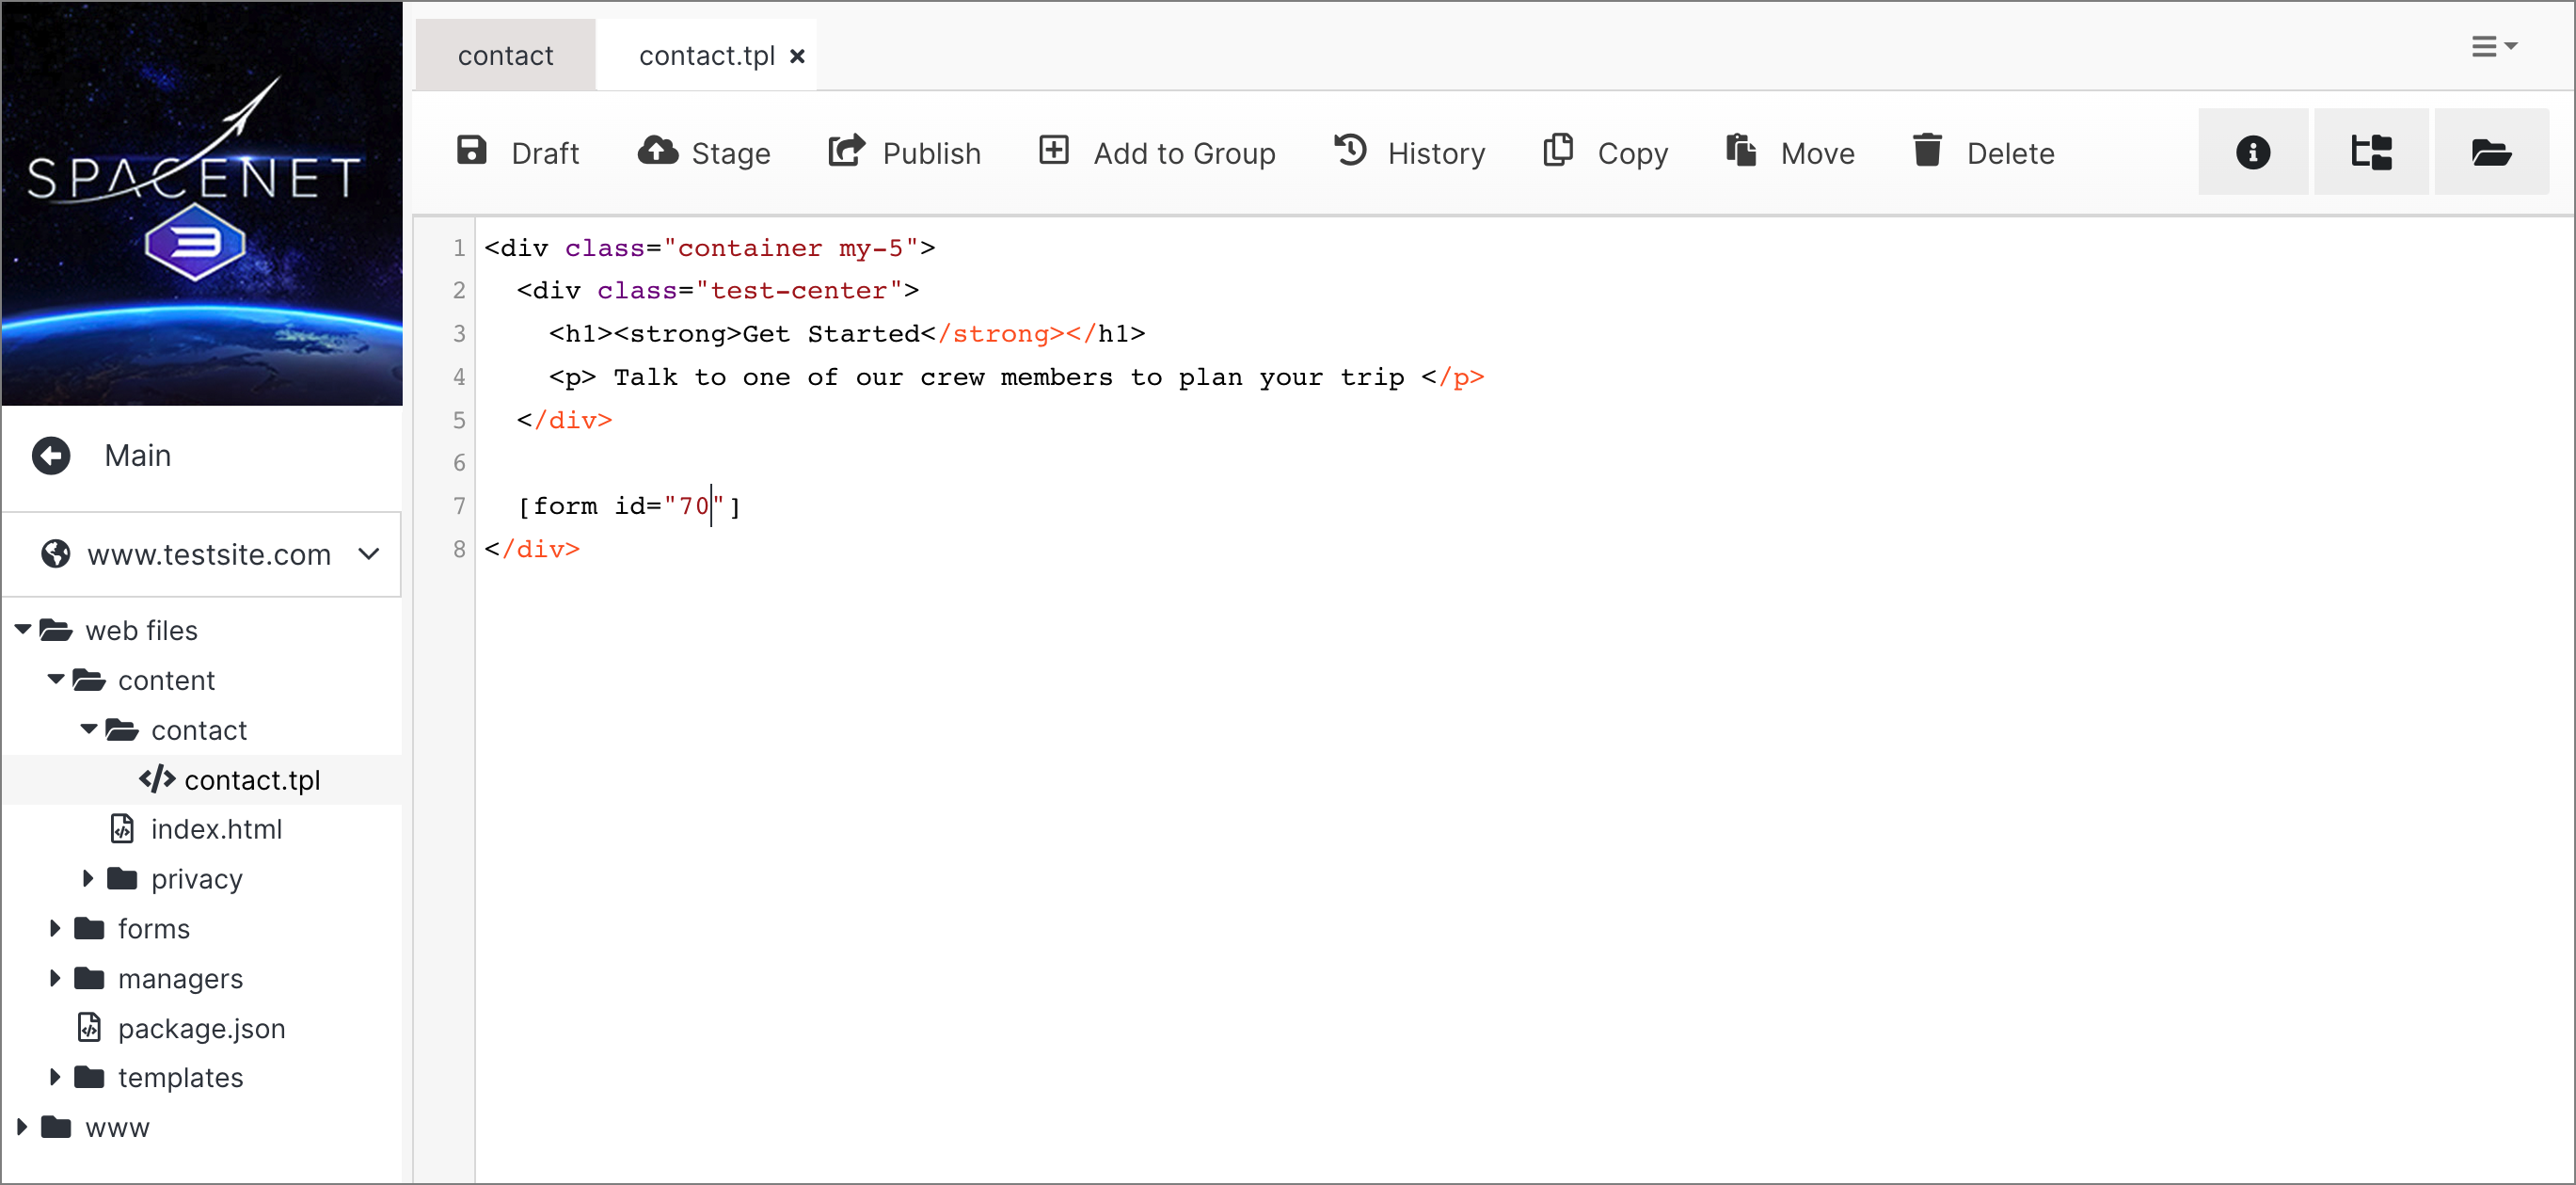 SPACENET
3
Main
www.testsite.com
web files
content
contact
contact.tpl
index.html
privacy
forms
managers
package.json
templates
www
contact
contact.tpl
Draft
Stage
Publish
Add to Group
History
Copy
Move
Delete
1 <div class="container my-5">
2   <div class="test-center">
3     <h1><strong>Get Started</strong></h1>
4     <p> Talk to one of our crew members to plan your trip </p>
5   </div>
6
7   [form id="70"]
8 </div>